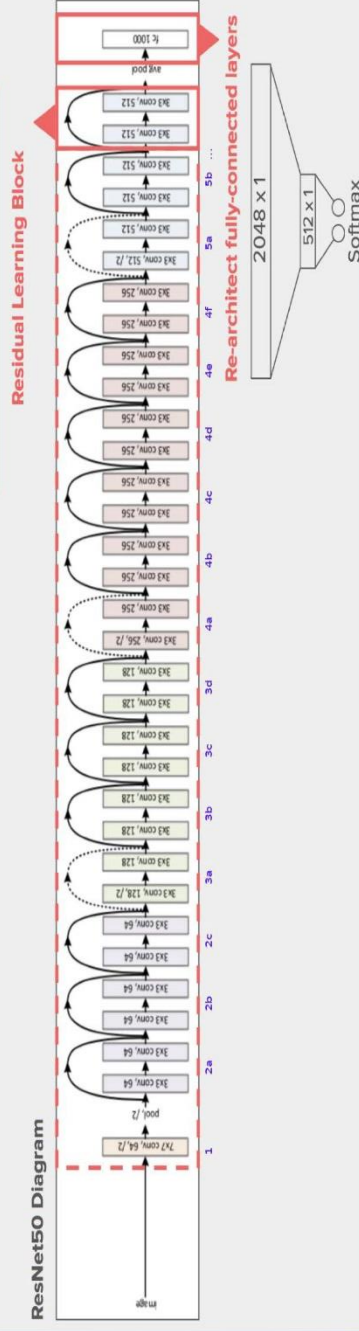 ResNet50 Diagram
Residual Learning Block
image
7x7 conv, 64,/2,
pool, /2
3x3 conv, 64
3x3 conv, 64
3x3 conv, 64
3x3 conv, 64
3x3 conv, 64
3x3 conv, 64
3x3 conv, 128, /2
3x3 conv, 128
3x3 conv, 128
3x3 conv, 128
3x3 conv, 128
3x3 conv, 128
3x3 conv, 128
3x3 conv, 128
3x3 conv, 256, /2
3x3 conv, 256
3x3 conv, 256
3x3 conv, 256
3x3 conv, 256
3x3 conv, 256
3x3 conv, 256
3x3 conv, 256
3x3 conv, 256
3x3 conv, 256
3x3 conv, 256
3x3 conv, 256
3x3 conv, 512, /2
3x3 conv, 512
3x3 conv, 512
3x3 conv, 512
3x3 conv, 512
3x3 conv, 512
avg pool
fc 1000
1 2a 2b 2c 3a 3b 3c 3d 4a 4b 4c 4d 4e 4f 5a 5b ...
Re-architect fully-connected layers
2048 x 1
512 x 1
Softmax